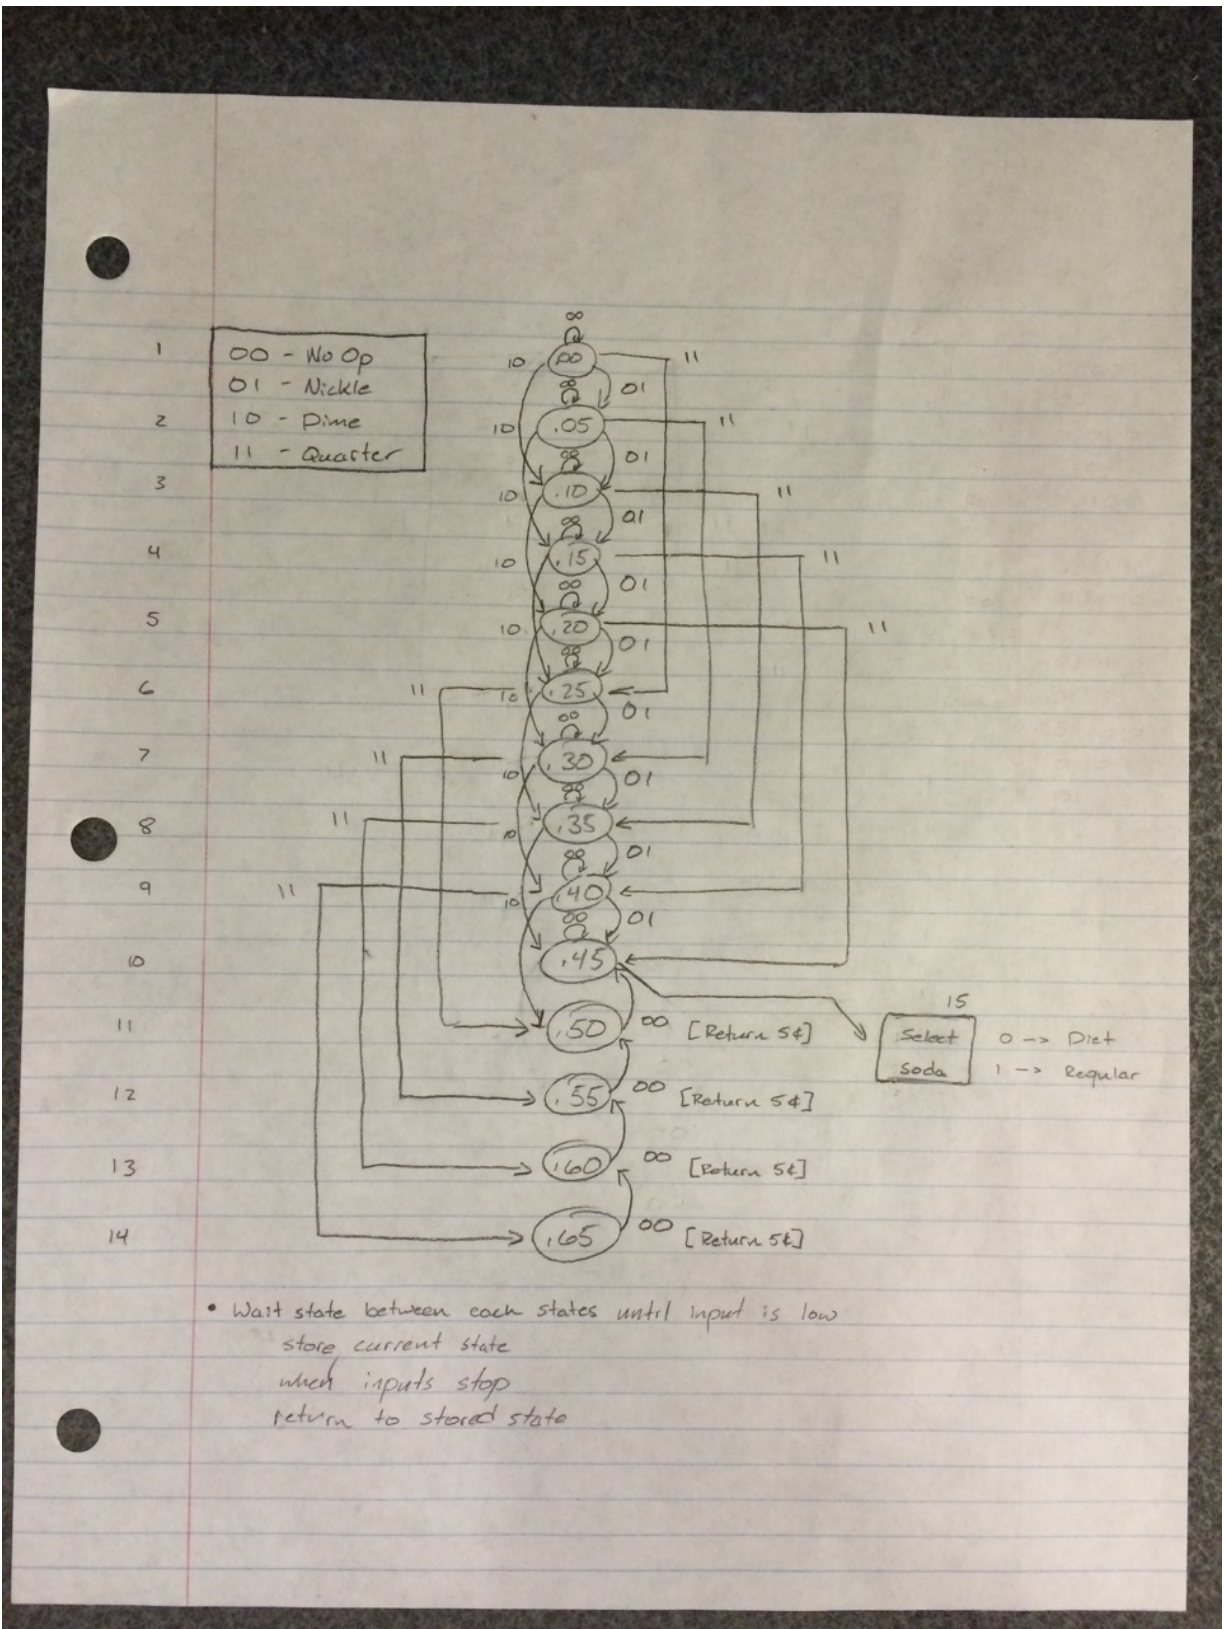 00
1 00 - No Op 10 .00 11
01 - Nickle 00 01
2 10 - Dime 10 .05 11
11 - Quarter 00 01
3 10 .10 11
00 01
4 10 .15 11
00 01
5 10 .20 11
00 01
6 11 10 .25
00 01
7 11 10 .30
00 01
8 11 10 .35
00 01
9 11 10 .40
00 01
10 .45
15
11 .50 00 [Return 5¢] Select 0 -> Diet
Soda 1 -> Regular
12 .55 00 [Return 5¢]
13 .60 00 [Return 5¢]
14 .65 00 [Return 5¢]
• Wait state between each states until input is low
store current state
when inputs stop
return to stored state